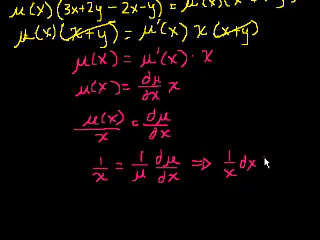 μ(x)(3x+2y - 2x-y) = μ'(x)
μ(x)(x+y) = μ'(x) x (x+y)
μ(x) = μ'(x) · x
μ(x) = dμ/dx x
μ(x)/x = dμ/dx
1/x = 1/μ dμ/dx ⇒ 1/x dx